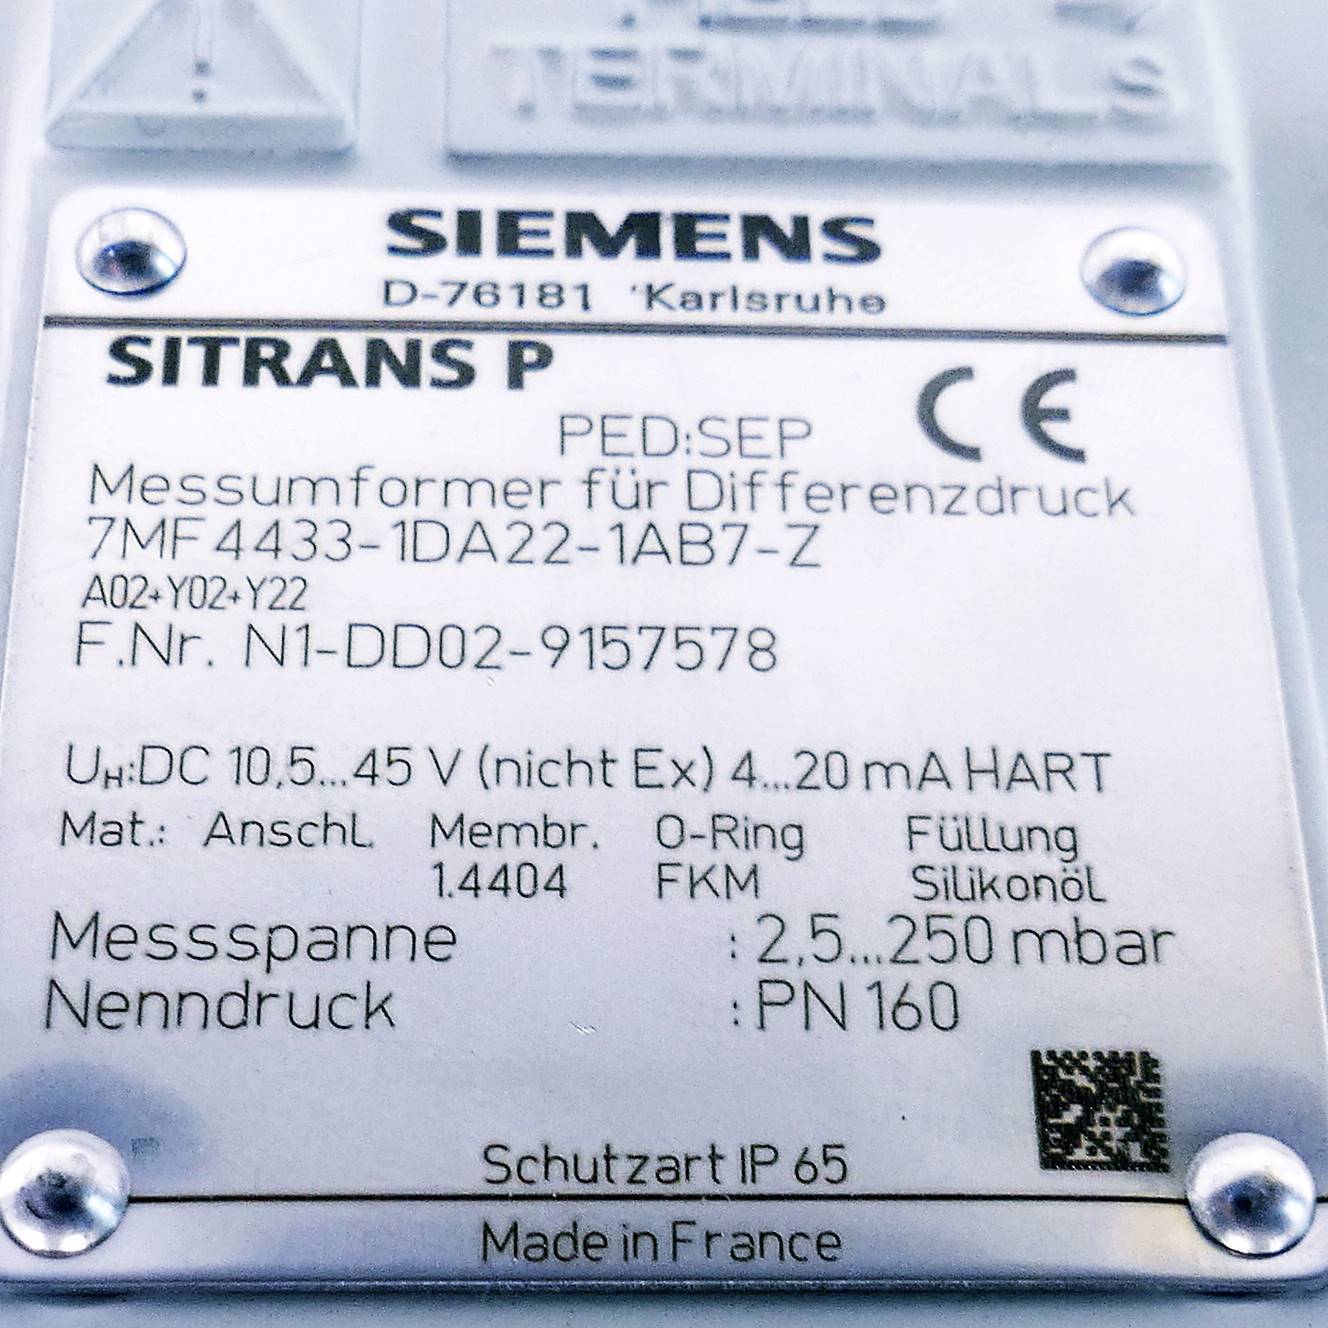 TERMINALS
SIEMENS
D-76181 Karlsruhe
SITRANS P
CE
PED:SEP
Messumformer für Differenzdruck
7MF4433-1DA22-1AB7-Z
A02+Y02+Y22
F.Nr. N1-DD02-9157578
UH:DC 10,5...45 V (nicht Ex) 4...20 mA HART
Mat.: Anschl. Membr. O-Ring Füllung
1.4404 FKM Silikonöl
Messspanne : 2,5...250 mbar
Nenndruck : PN 160
Schutzart IP 65
Made in France